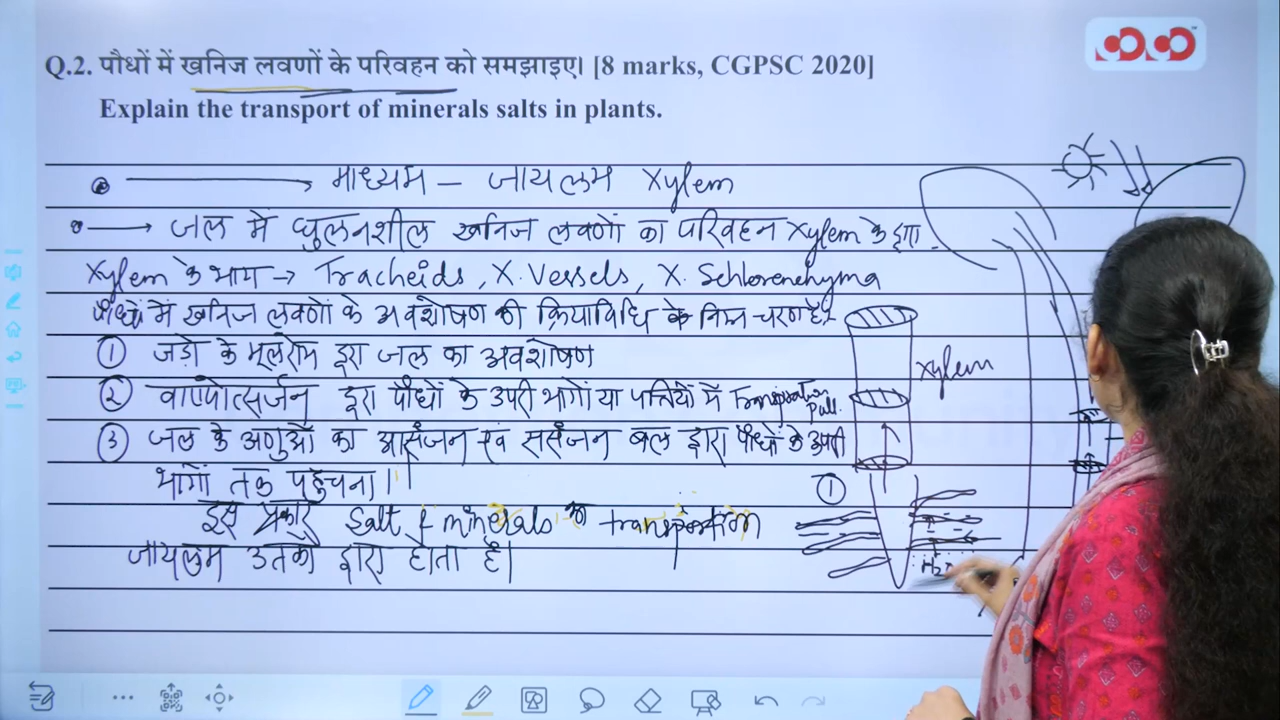 Q.2. पौधों में खनिज लवणों के परिवहन को समझाइए। [8 marks, CGPSC 2020]
Explain the transport of minerals salts in plants.
माध्यम – जायलम Xylem
जल में घुलनशील खनिज लवणों का परिवहन Xylem के द्वारा
Xylem के भाग → Tracheids, X. Vessels, X. Schlorenchyma
पौधों में खनिज लवणों के अवशोषण की क्रियाविधि के निम्न चरण हैं:-
① जड़ो के मूलरोम द्वारा जल का अवशोषण
② वाष्पोत्सर्जन द्वारा पौधों के उपरी भागों या पत्तियों में Transpiration Pull.
③ जल के अणुओं का आसंजन एवं ससंजन बल द्वारा पौधों के उपरी
भागों तक पहुंचना।
इस प्रकार Salt & minerals का transportation
जायलम उतको द्वारा होता है।
xylem
①